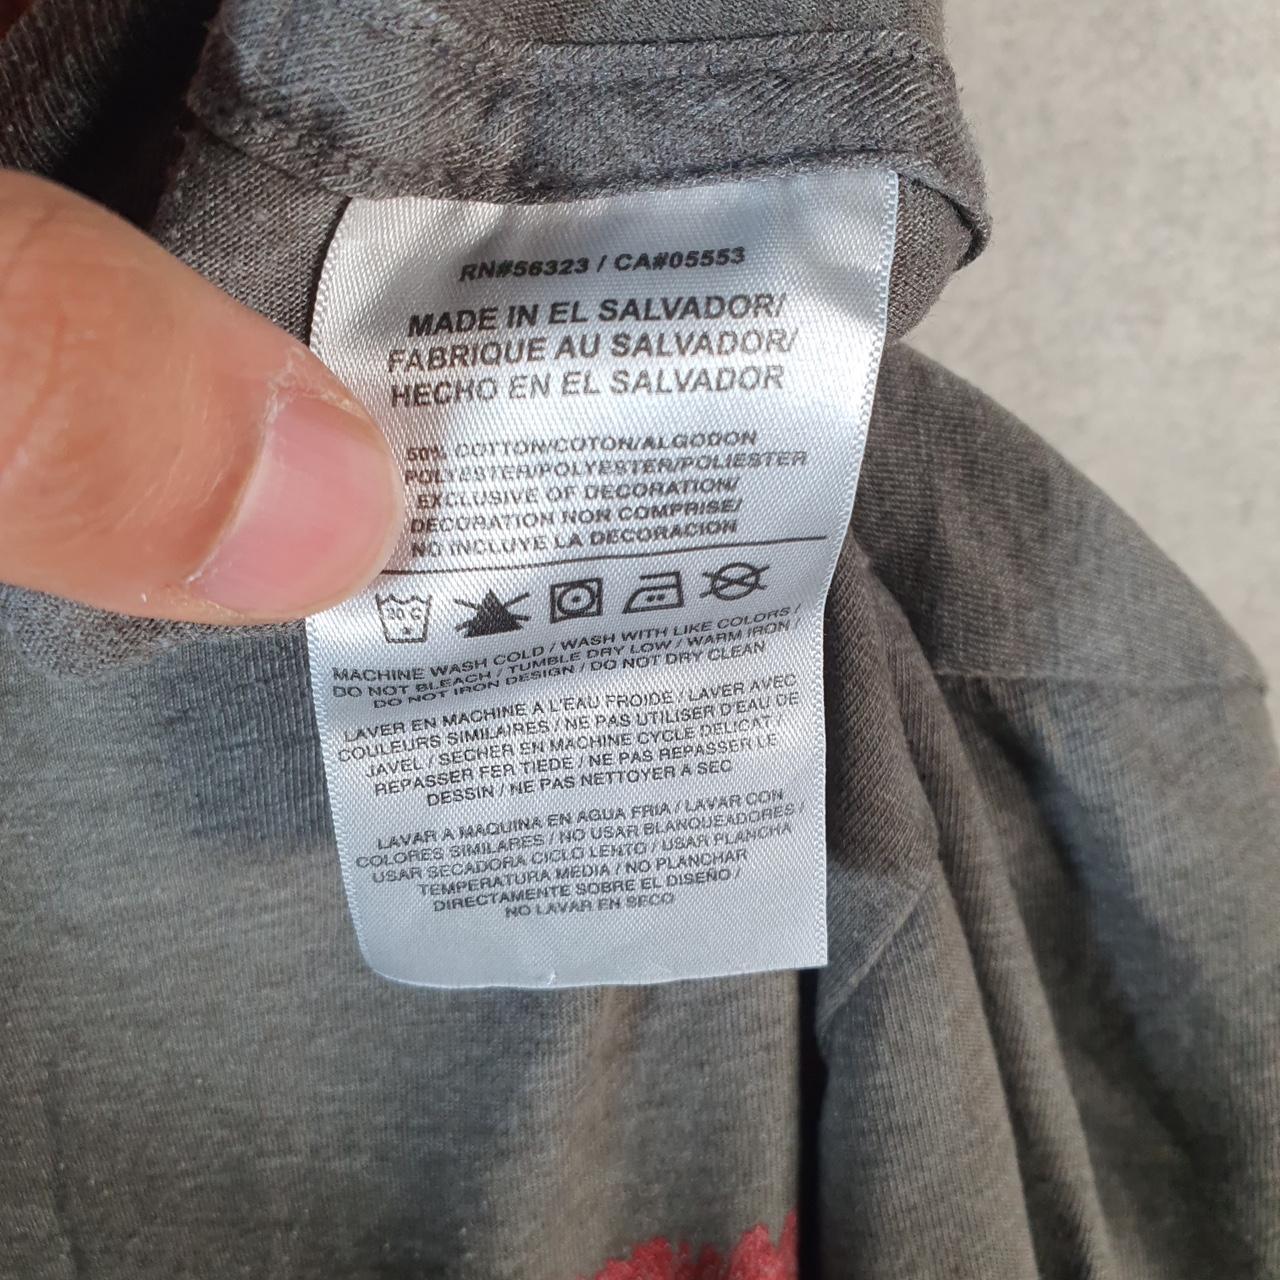 RN#56323 / CA#05553
MADE IN EL SALVADOR/
FABRIQUE AU SALVADOR/
HECHO EN EL SALVADOR
50% COTTON/COTON/ALGODON
POLYESTER/POLYESTER/POLIESTER
EXCLUSIVE OF DECORATION/
DECORATION NON COMPRISE/
NO INCLUYE LA DECORACION
30°C
MACHINE WASH COLD / WASH WITH LIKE COLORS /
DO NOT BLEACH / TUMBLE DRY LOW / WARM IRON /
DO NOT IRON DESIGN / DO NOT DRY CLEAN
LAVER EN MACHINE A L'EAU FROIDE / LAVER AVEC
COULEURS SIMILAIRES / NE PAS UTILISER D'EAU DE
JAVEL / SECHER EN MACHINE CYCLE DELICAT /
REPASSER FER TIEDE / NE PAS REPASSER LE
DESSIN / NE PAS NETTOYER A SEC
LAVAR A MAQUINA EN AGUA FRIA / LAVAR CON
COLORES SIMILARES / NO USAR BLANQUEADORES /
USAR SECADORA CICLO LENTO / USAR PLANCHA
TEMPERATURA MEDIA / NO PLANCHAR
DIRECTAMENTE SOBRE EL DISEÑO /
NO LAVAR EN SECO